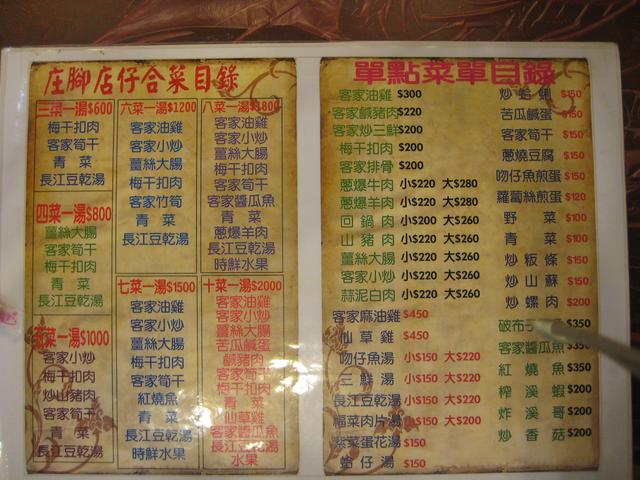 庄腳店仔合菜目錄
三菜一湯$600
梅干扣肉
客家筍干
青菜
長江豆乾湯
四菜一湯$800
薑絲大腸
客家筍干
梅干扣肉
青菜
長江豆乾湯
五菜一湯$1000
客家小炒
梅干扣肉
炒山豬肉
客家筍干
青菜
長江豆乾湯
六菜一湯$1200
客家油雞
客家小炒
薑絲大腸
梅干扣肉
客家竹筍
青菜
長江豆乾湯
七菜一湯$1500
客家油雞
客家小炒
薑絲大腸
梅干扣肉
客家筍干
紅燒魚
青菜
長江豆乾湯
時鮮水果
八菜一湯$1800
客家油雞
客家小炒
薑絲大腸
梅干扣肉
客家筍干
客家醬瓜魚
青菜
蔥爆羊肉
長江豆乾湯
時鮮水果
十菜一湯$2000
客家油雞
客家小炒
薑絲大腸
苦瓜鹹蛋
鹹豬肉
客家筍干
青菜
仙草雞
客家醬瓜魚
長江豆乾湯
水果
單點菜單目錄
客家油雞 $300
客家鹹豬肉 $220
客家炒三鮮 $200
梅干扣肉 $200
客家排骨 $200
蔥爆牛肉 小$220 大$280
蔥爆羊肉 小$220 大$280
回鍋肉 小$200 大$260
山豬肉 小$220 大$260
薑絲大腸 小$220 大$260
客家小炒 小$220 大$260
蒜泥白肉 小$220 大$260
客家麻油雞 $450
仙草雞 $450
吻仔魚湯 小$150 大$220
三鮮湯 小$150 大$220
長江豆乾湯 小$150 大$220
福菜肉片湯 小$150 大$200
紫菜蛋花湯 $150
蛤仔湯 $150
炒蛤蜊 $150
苦瓜鹹蛋 $150
客家筍干 $150
蔥燒豆腐 $150
吻仔魚煎蛋 $150
蘿蔔絲煎蛋 $120
野菜 $100
青菜 $100
炒粄條 $150
炒山蘇 $150
炒螺肉 $200
破布子 $350
客家醬瓜魚 $350
紅燒魚 $350
榨溪蝦 $200
炸溪哥 $200
炒香菇 $200